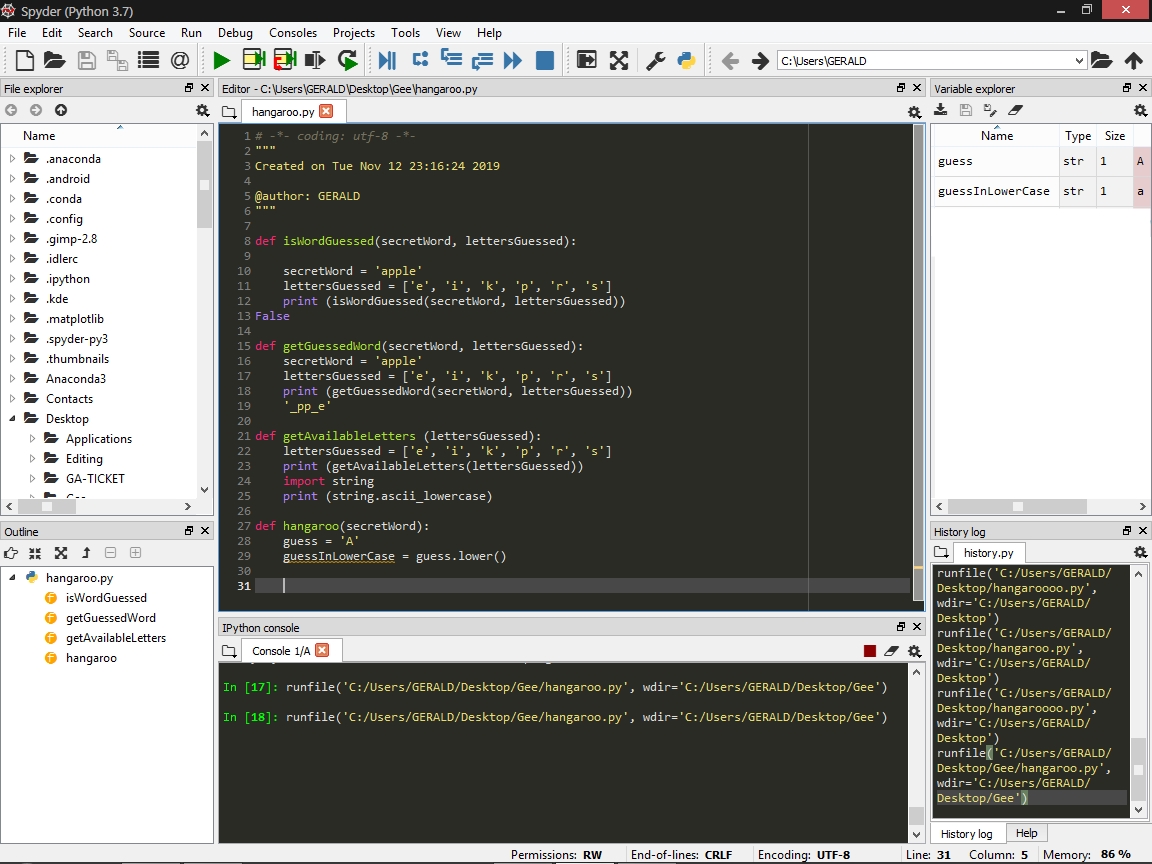 Spyder (Python 3.7)
File Edit Search Source Run Debug Consoles Projects Tools View Help
C:\Users\GERALD
File explorer
Name
.anaconda
.android
.conda
.config
.gimp-2.8
.idlerc
.ipython
.kde
.matplotlib
.spyder-py3
.thumbnails
Anaconda3
Contacts
Desktop
Applications
Editing
GA-TICKET
Outline
hangaroo.py
isWordGuessed
getGuessedWord
getAvailableLetters
hangaroo
Editor - C:\Users\GERALD\Desktop\Gee\hangaroo.py
hangaroo.py
1 # -*- coding: utf-8 -*-
2 """
3 Created on Tue Nov 12 23:16:24 2019
4
5 @author: GERALD
6 """
7
8 def isWordGuessed(secretWord, lettersGuessed):
9
10 secretWord = 'apple'
11 lettersGuessed = ['e', 'i', 'k', 'p', 'r', 's']
12 print (isWordGuessed(secretWord, lettersGuessed))
13 False
14
15 def getGuessedWord(secretWord, lettersGuessed):
16 secretWord = 'apple'
17 lettersGuessed = ['e', 'i', 'k', 'p', 'r', 's']
18 print (getGuessedWord(secretWord, lettersGuessed))
19 '_pp_e'
20
21 def getAvailableLetters (lettersGuessed):
22 lettersGuessed = ['e', 'i', 'k', 'p', 'r', 's']
23 print (getAvailableLetters(lettersGuessed))
24 import string
25 print (string.ascii_lowercase)
26
27 def hangaroo(secretWord):
28 guess = 'A'
29 guessInLowerCase = guess.lower()
30
31
IPython console
Console 1/A
In [17]: runfile('C:/Users/GERALD/Desktop/Gee/hangaroo.py', wdir='C:/Users/GERALD/Desktop/Gee')
In [18]: runfile('C:/Users/GERALD/Desktop/Gee/hangaroo.py', wdir='C:/Users/GERALD/Desktop/Gee')
Variable explorer
Name Type Size
guess str 1 A
guessInLowerCase str 1 a
History log
history.py
runfile('C:/Users/GERALD/
Desktop/hangaroooo.py',
wdir='C:/Users/GERALD/
Desktop')
runfile('C:/Users/GERALD/
Desktop/hangaroo.py',
wdir='C:/Users/GERALD/
Desktop')
runfile('C:/Users/GERALD/
Desktop/hangaroooo.py',
wdir='C:/Users/GERALD/
Desktop')
runfile('C:/Users/GERALD/
Desktop/Gee/hangaroo.py',
wdir='C:/Users/GERALD/
Desktop/Gee')
History log Help
Permissions: RW End-of-lines: CRLF Encoding: UTF-8 Line: 31 Column: 5 Memory: 86 %